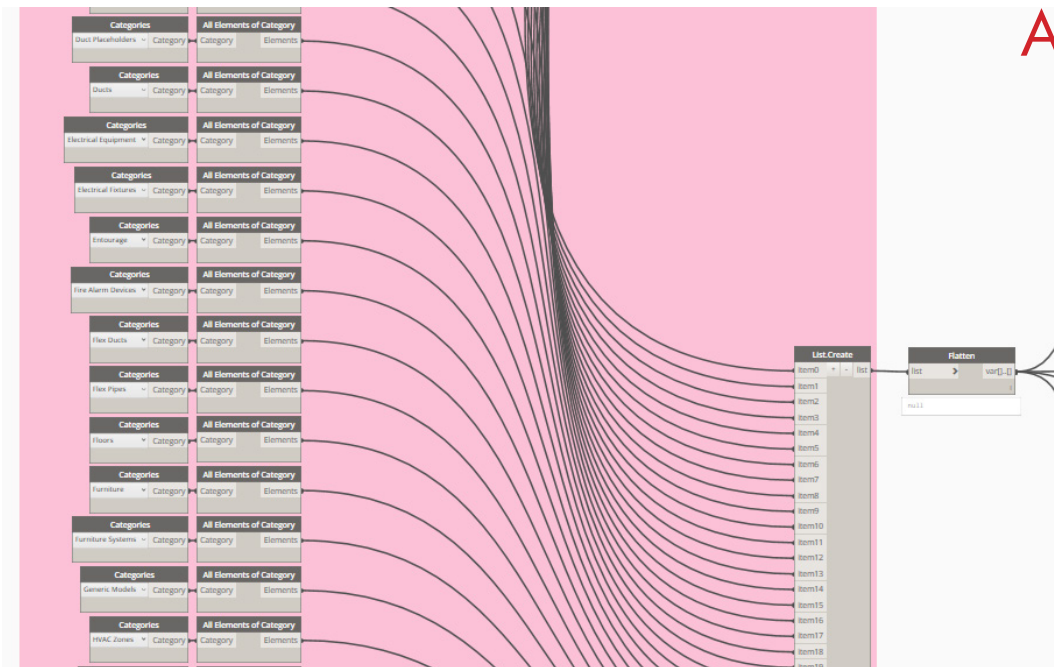 A
Categories All Elements of Category
Duct Placeholders Category Category Elements
Categories All Elements of Category
Ducts Category Category Elements
Categories All Elements of Category
Electrical Equipment Category Category Elements
Categories All Elements of Category
Electrical Fixtures Category Category Elements
Categories All Elements of Category
Entourage Category Category Elements
Categories All Elements of Category
Fire Alarm Devices Category Category Elements
Categories All Elements of Category
Flex Ducts Category Category Elements
Categories All Elements of Category
Flex Pipes Category Category Elements
Categories All Elements of Category
Floors Category Category Elements
Categories All Elements of Category
Furniture Category Category Elements
Categories All Elements of Category
Furniture Systems Category Category Elements
Categories All Elements of Category
Generic Models Category Category Elements
Categories All Elements of Category
HVAC Zones Category Category Elements
List.Create
item0 + - list
item1
item2
item3
item4
item5
item6
item7
item8
item9
item10
item11
item12
item13
item14
item15
item16
item17
item18
item19
Flatten
list > var[]..[]
null